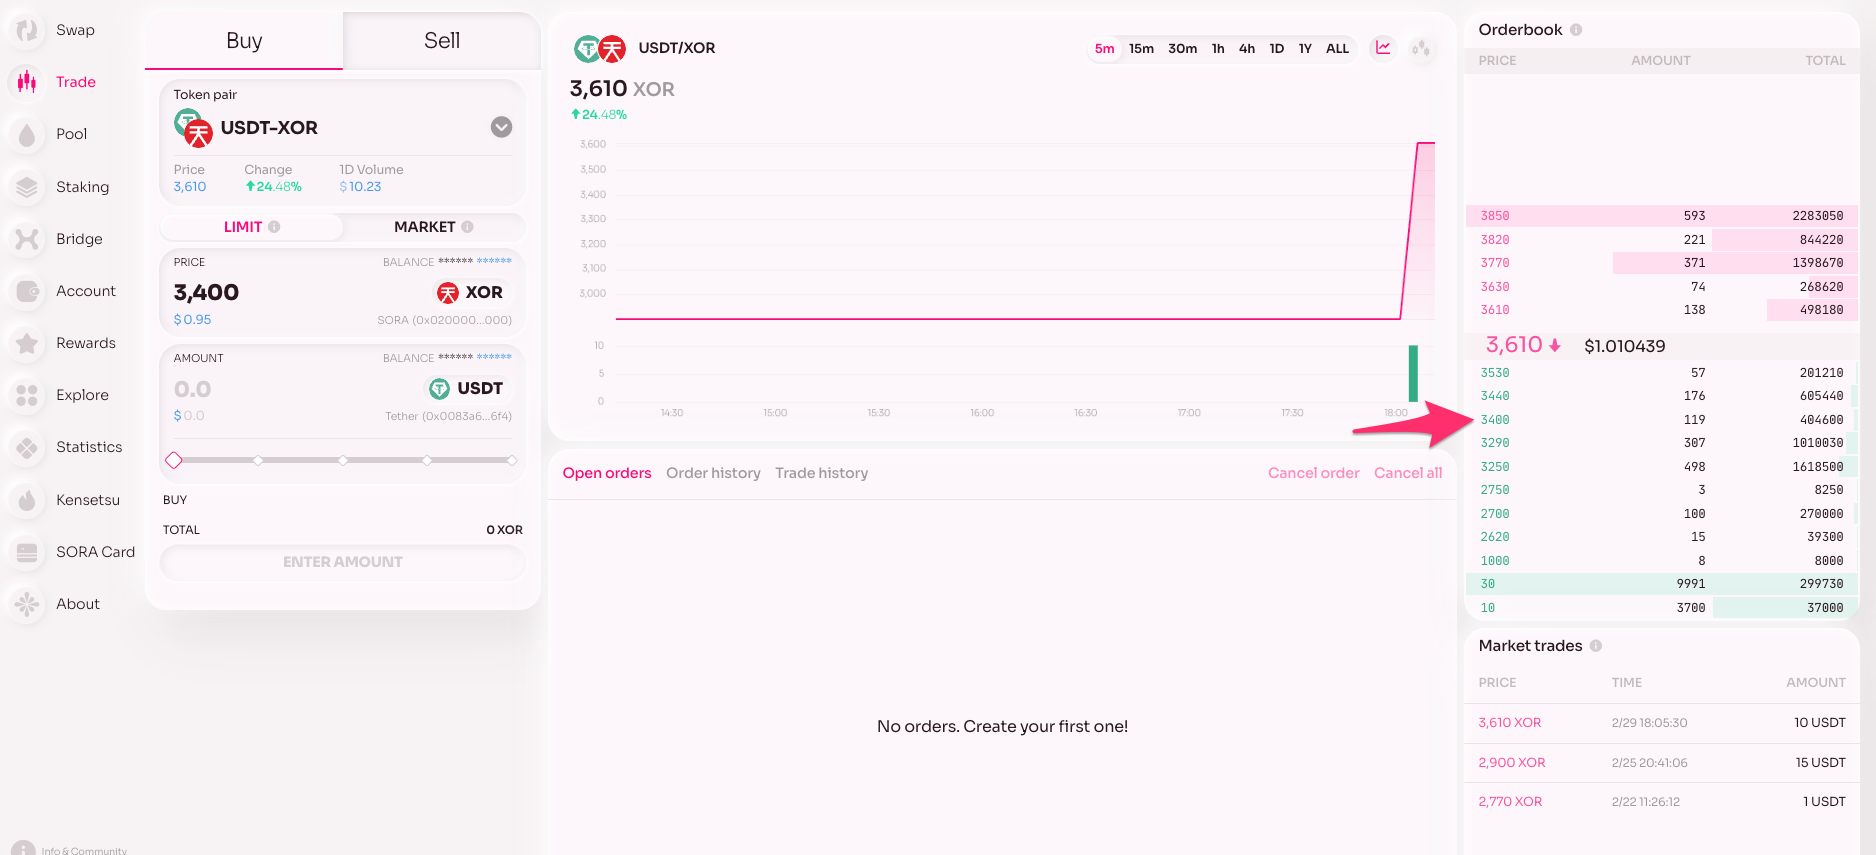 Swap
Trade
Pool
Staking
Bridge
Account
Rewards
Explore
Statistics
Kensetsu
SORA Card
About
Info & Community
Buy
Sell
Token pair
USDT-XOR
Price
Change
1D Volume
3,610
24.48%
$10.23
LIMIT
MARKET
PRICE
BALANCE ****** ******
3,400
XOR
$0.95
SORA (0x020000...000)
AMOUNT
BALANCE ****** ******
0.0
USDT
$0.0
Tether (0x0083a6...6f4)
BUY
TOTAL
0 XOR
ENTER AMOUNT
USDT/XOR
5m 15m 30m 1h 4h 1D 1Y ALL
3,610 XOR
24.48%
3,600
3,500
3,400
3,300
3,200
3,100
3,000
10
5
0
14:30 15:00 15:30 16:00 16:30 17:00 17:30 18:00
Open orders Order history Trade history
Cancel order Cancel all
No orders. Create your first one!
Orderbook
PRICE AMOUNT TOTAL
3850 593 2283050
3820 221 844220
3770 371 1398670
3630 74 268620
3610 138 498180
3,610 $1.010439
3530 57 201210
3440 176 605440
3400 119 404600
3290 307 1010030
3250 498 1618500
2750 3 8250
2700 100 270000
2620 15 39300
1000 8 8000
30 9991 299730
10 3700 37000
Market trades
PRICE TIME AMOUNT
3,610 XOR 2/29 18:05:30 10 USDT
2,900 XOR 2/25 20:41:06 15 USDT
2,770 XOR 2/22 11:26:12 1 USDT